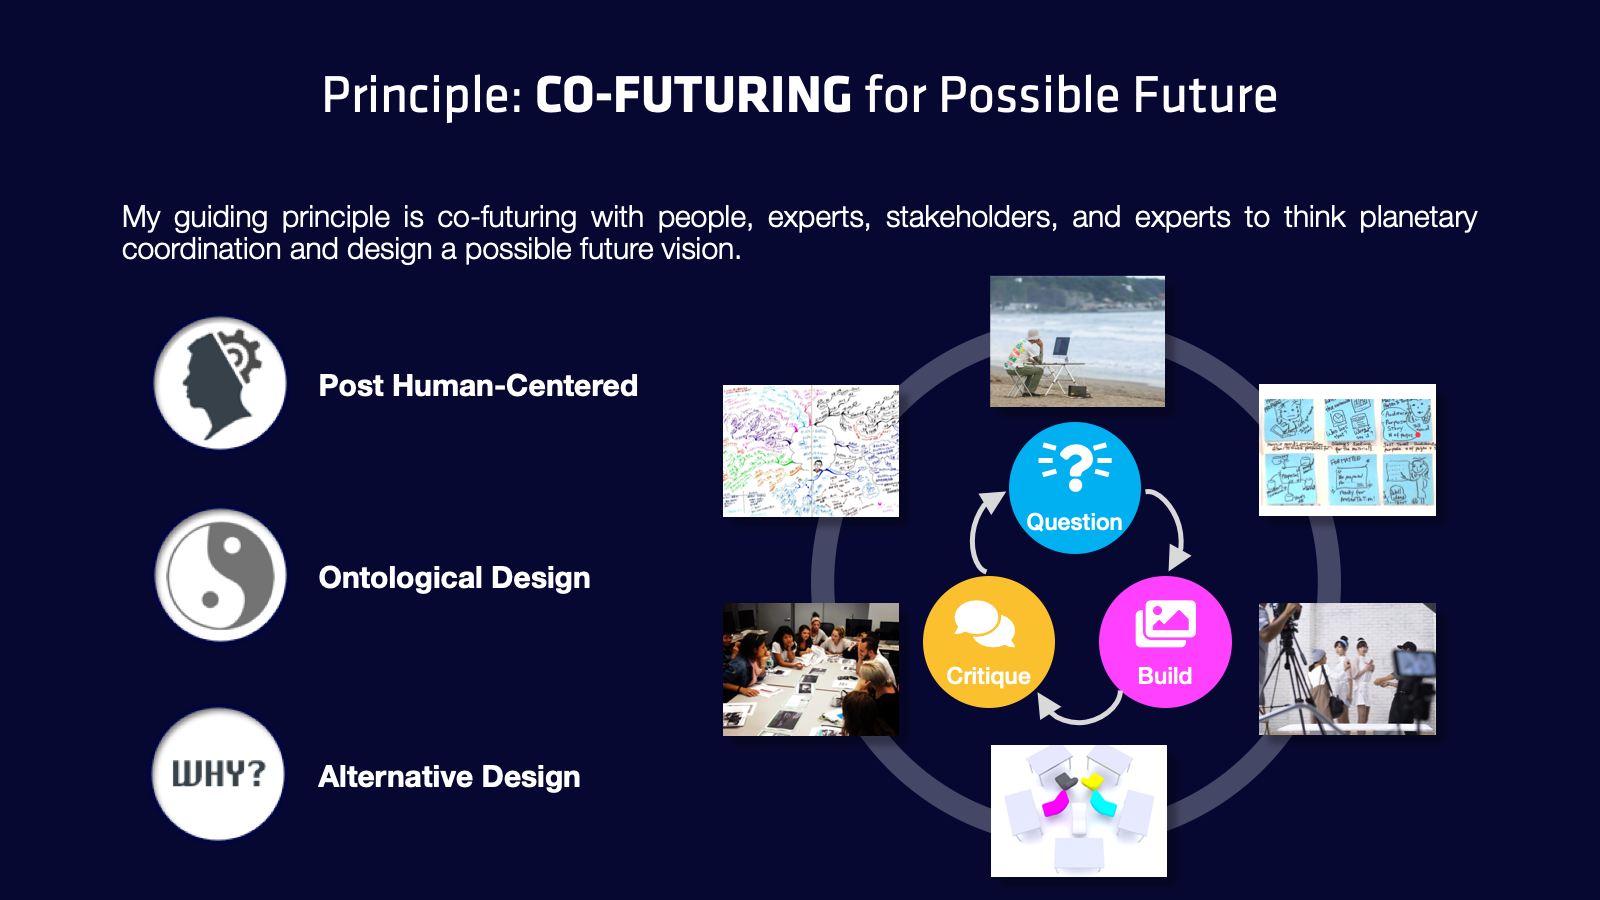 Principle: CO-FUTURING for Possible Future
My guiding principle is co-futuring with people, experts, stakeholders, and experts to think planetary
coordination and design a possible future vision.
Post Human-Centered
Ontological Design
WHY?
Alternative Design
Question
Critique
Build